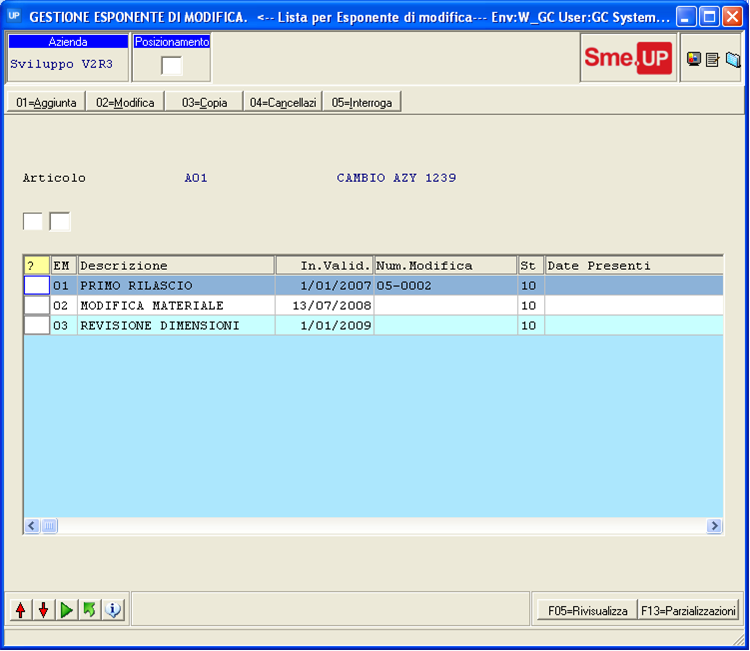 UP GESTIONE ESPONENTE DI MODIFICA. <-- Lista per Esponente di modifica--- Env:W_GC User:GC System...
Azienda Posizionamento
Sviluppo V2R3
Sme.UP
01=Aggiunta 02=Modifica 03=Copia 04=Cancellazi 05=Interroga
Articolo A01 CAMBIO AZY 1239
? EM Descrizione In.Valid. Num.Modifica St Date Presenti
01 PRIMO RILASCIO 1/01/2007 05-0002 10
02 MODIFICA MATERIALE 13/07/2008 10
03 REVISIONE DIMENSIONI 1/01/2009 10
F05=Rivisualizza F13=Parzializzazioni